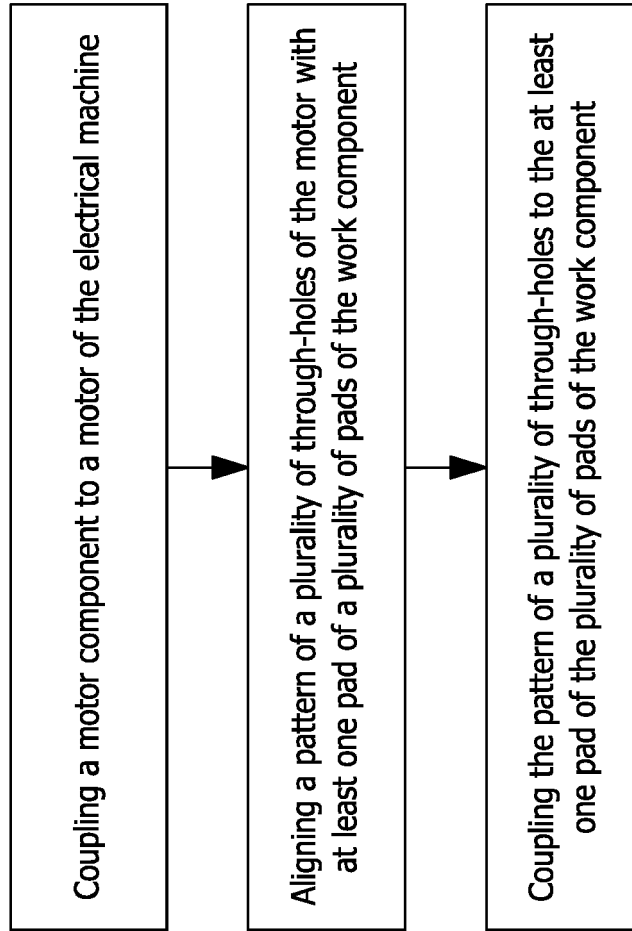 Coupling a motor component to a motor of the electrical machine
Aligning a pattern of a plurality of through-holes of the motor with
at least one pad of a plurality of pads of the work component
Coupling the pattern of a plurality of through-holes to the at least
one pad of the plurality of pads of the work component